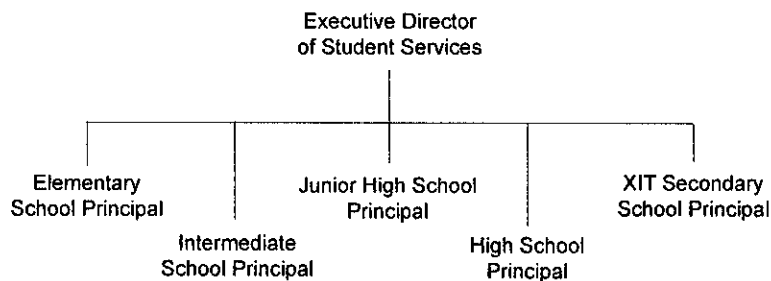 Executive Director
of Student Services
Elementary
School Principal
Intermediate
School Principal
Junior High School
Principal
High School
Principal
XIT Secondary
School Principal